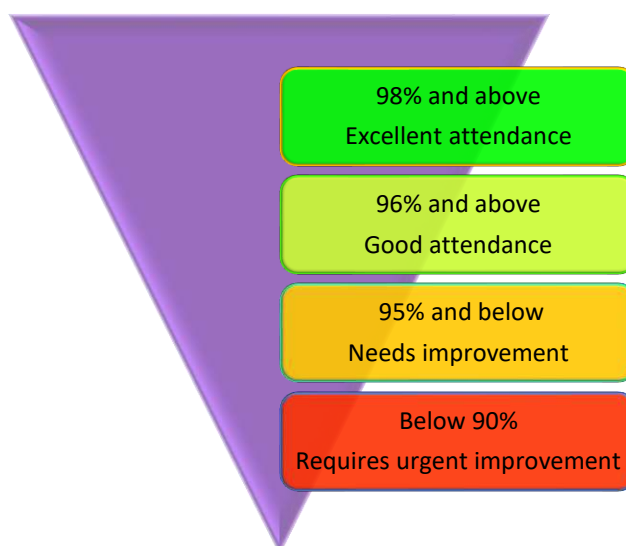 98% and above
Excellent attendance
96% and above
Good attendance
95% and below
Needs improvement
Below 90%
Requires urgent improvement